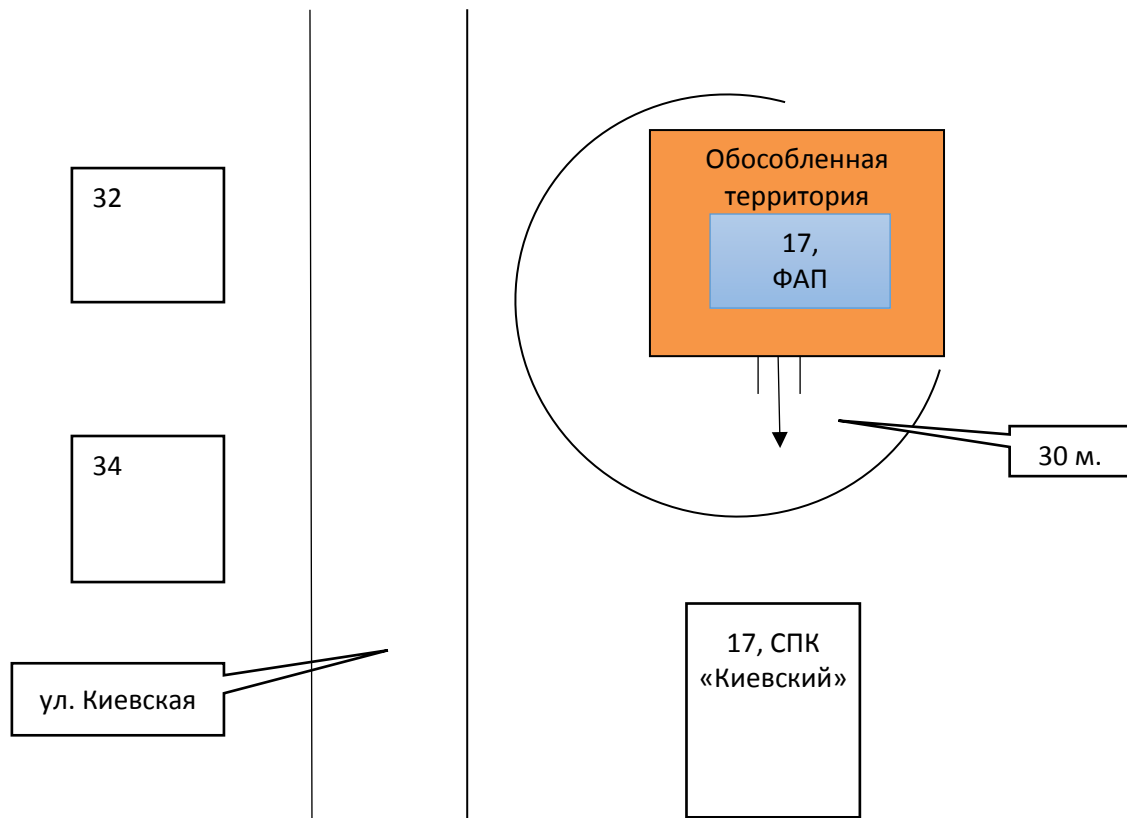 32
Обособленная
территория
17,
ФАП
34
30 м.
17, СПК
«Киевский»
ул. Киевская